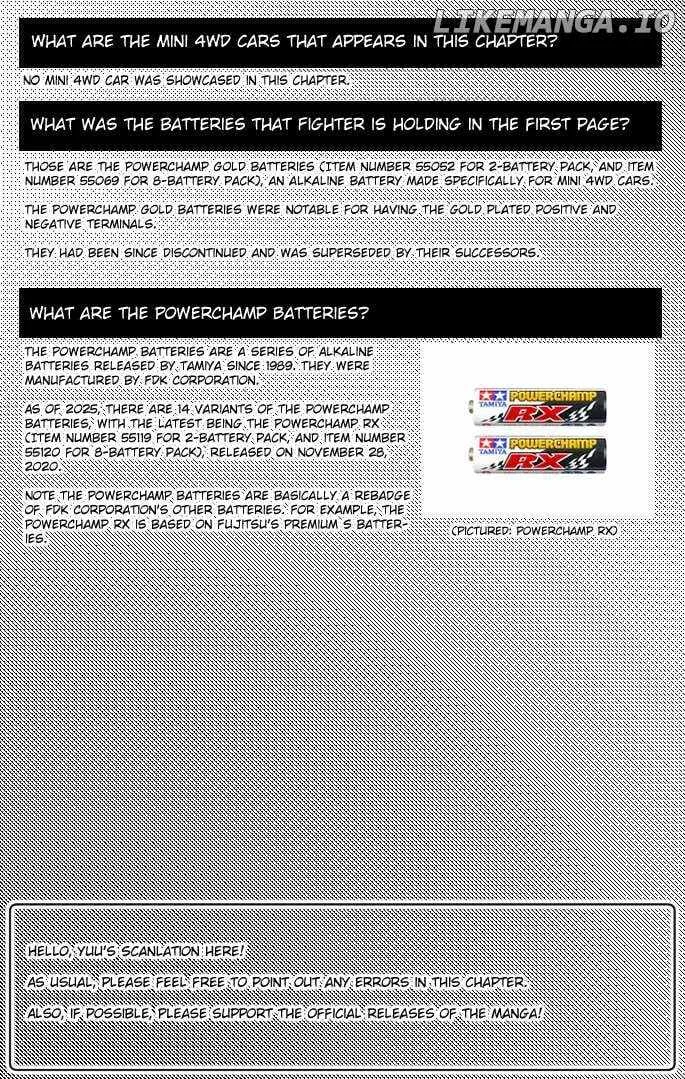 LIKEMANGA.IO
WHAT ARE THE MINI 4WD CARS THAT APPEARS IN THIS CHAPTER?
NO MINI 4WD CAR WAS SHOWCASED IN THIS CHAPTER.
WHAT WAS THE BATTERIES THAT FIGHTER IS HOLDING IN THE FIRST PAGE?
THOSE ARE THE POWERCHAMP GOLD BATTERIES (ITEM NUMBER 55052 FOR 2-BATTERY PACK, AND ITEM
NUMBER 55069 FOR 8-BATTERY PACK), AN ALKALINE BATTERY MADE SPECIFICALLY FOR MINI 4WD CARS.
THE POWERCHAMP GOLD BATTERIES WERE NOTABLE FOR HAVING THE GOLD PLATED POSITIVE AND
NEGATIVE TERMINALS.
THEY HAD BEEN SINCE DISCONTINUED AND WAS SUPERSEDED BY THEIR SUCCESSORS.
WHAT ARE THE POWERCHAMP BATTERIES?
THE POWERCHAMP BATTERIES ARE A SERIES OF ALKALINE
BATTERIES RELEASED BY TAMIYA SINCE 1989. THEY WERE
MANUFACTURED BY FDK CORPORATION.
AS OF 2025, THERE ARE 14 VARIANTS OF THE POWERCHAMP
BATTERIES, WITH THE LATEST BEING THE POWERCHAMP RX
(ITEM NUMBER 55119 FOR 2-BATTERY PACK, AND ITEM NUMBER
55120 FOR 8-BATTERY PACK), RELEASED ON NOVEMBER 28,
2020.
NOTE THE POWERCHAMP BATTERIES ARE BASICALLY A REBADGE
OF FDK CORPORATION'S OTHER BATTERIES. FOR EXAMPLE, THE
POWERCHAMP RX IS BASED ON FUJITSU'S PREMIUM S BATTER-
IES.
TAMIYA POWERCHAMP RX
TAMIYA POWERCHAMP RX
(PICTURED: POWERCHAMP RX)
HELLO, YUU'S SCANLATION HERE!
AS USUAL, PLEASE FEEL FREE TO POINT OUT ANY ERRORS IN THIS CHAPTER.
ALSO, IF POSSIBLE, PLEASE SUPPORT THE OFFICIAL RELEASES OF THE MANGA!